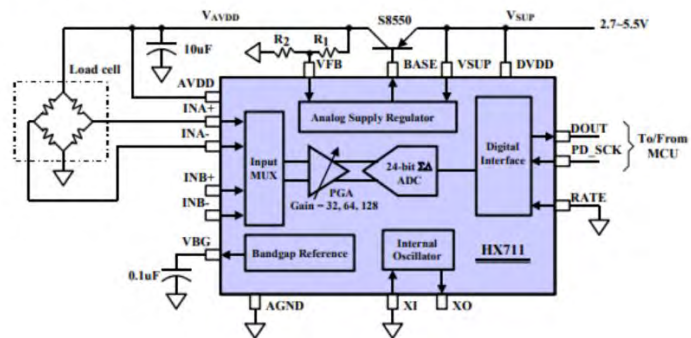 VAVDD
S8550
VSUP
2.7~5.5V
R2
R1
10uF
VFB
BASE
VSUP
DVDD
Load cell
AVDD
INA+
INA-
Analog Supply Regulator
DOUT
PD_SCK
To/From
MCU
Input
MUX
PGA
Gain = 32, 64, 128
24-bit ΣΔ
ADC
Digital
Interface
INB+
INB-
RATE
VBG
Bandgap Reference
Internal
Oscillator
HX711
0.1uF
AGND
XI
XO